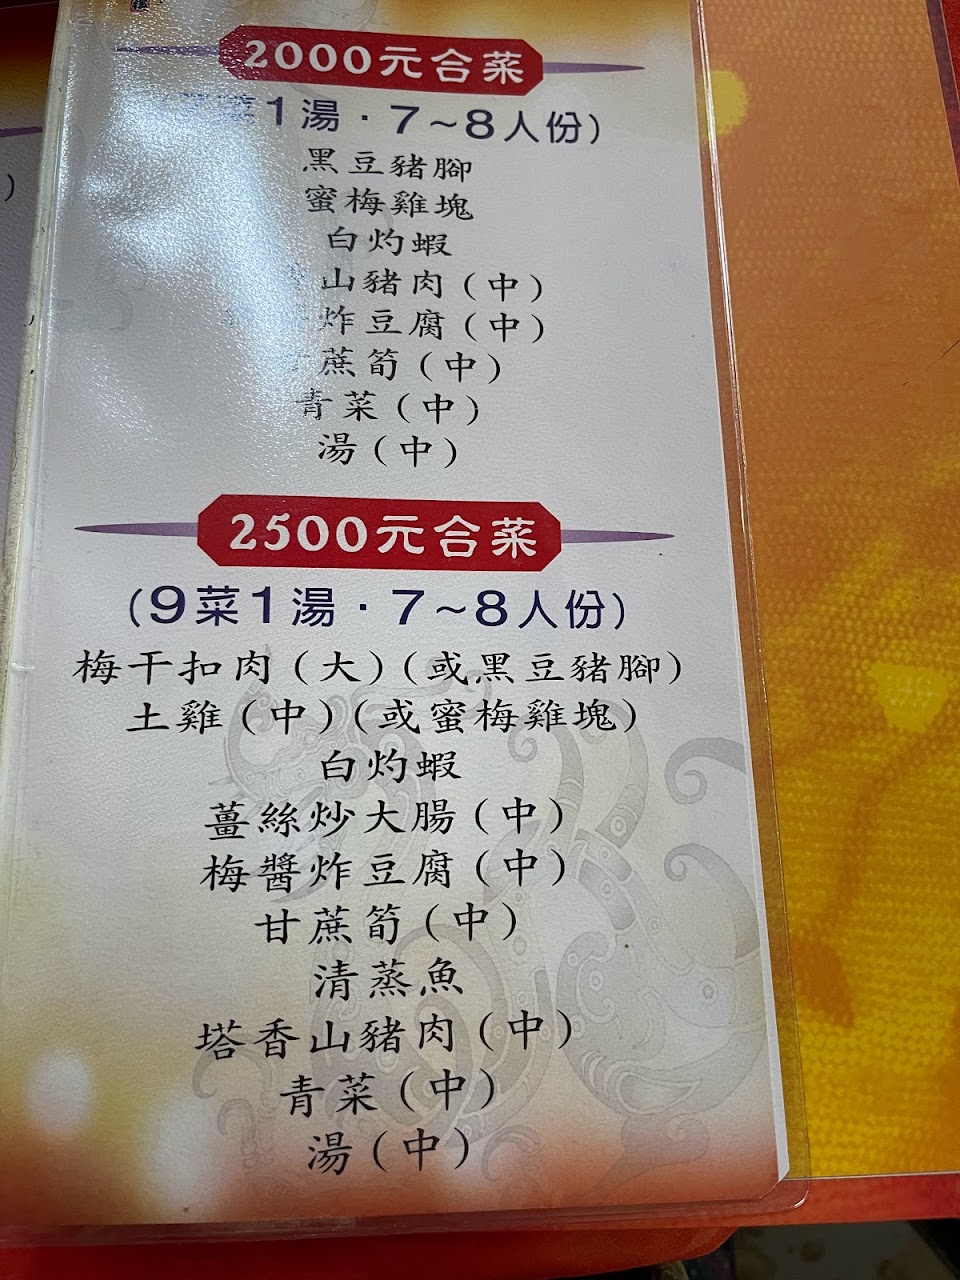 2000元合菜
1湯．7~8人份)
黑豆豬腳
蜜梅雞塊
白灼蝦
山豬肉(中)
炸豆腐(中)
蔗筍(中)
青菜(中)
湯(中)
2500元合菜
(9菜1湯．7~8人份)
梅干扣肉(大)(或黑豆豬腳)
土雞(中)(或蜜梅雞塊)
白灼蝦
薑絲炒大腸(中)
梅醬炸豆腐(中)
甘蔗筍(中)
清蒸魚
塔香山豬肉(中)
青菜(中)
湯(中)